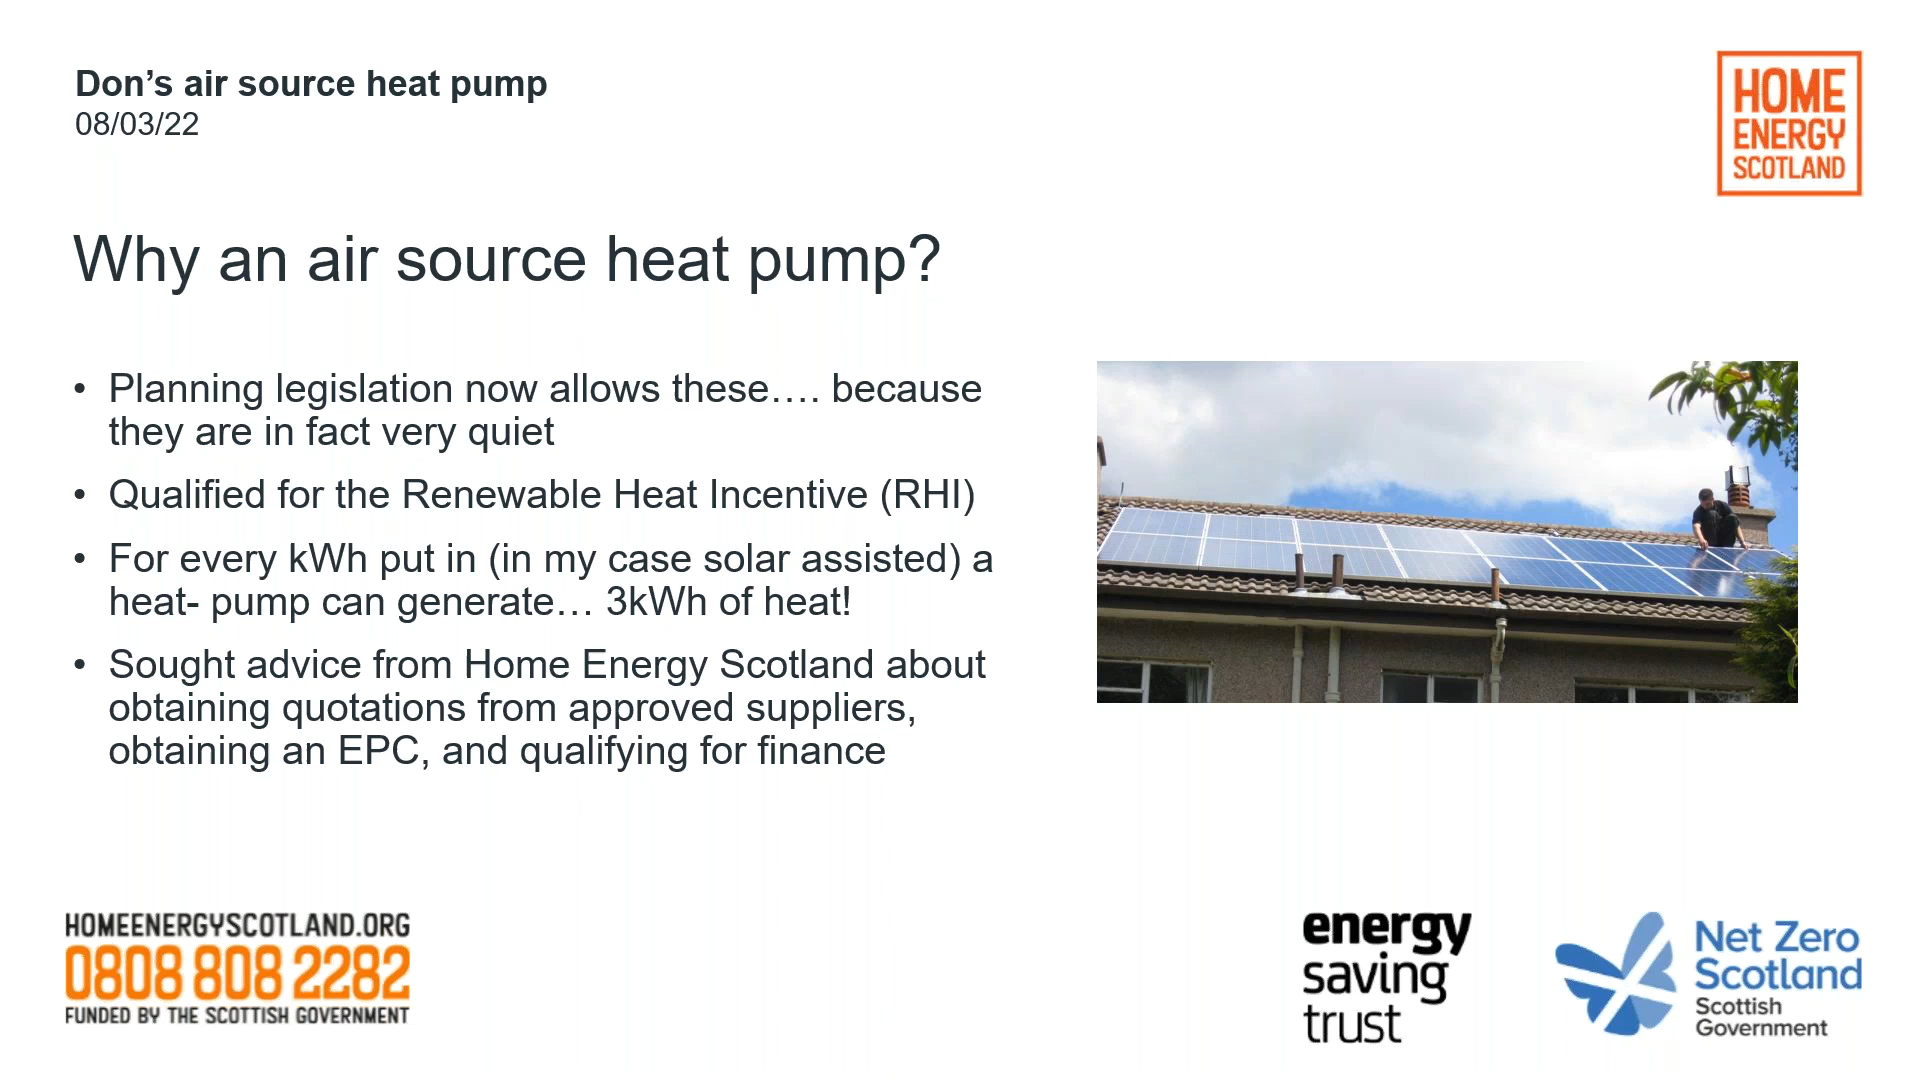 Don’s air source heat pump
08/03/22
HOME
ENERGY
SCOTLAND
Why an air source heat pump?
• Planning legislation now allows these…. because
they are in fact very quiet
• Qualified for the Renewable Heat Incentive (RHI)
• For every kWh put in (in my case solar assisted) a
heat- pump can generate… 3kWh of heat!
• Sought advice from Home Energy Scotland about
obtaining quotations from approved suppliers,
obtaining an EPC, and qualifying for finance
HOMEENERGYSCOTLAND.ORG
0808 808 2282
FUNDED BY THE SCOTTISH GOVERNMENT
energy
saving
trust
Net Zero
Scotland
Scottish
Government